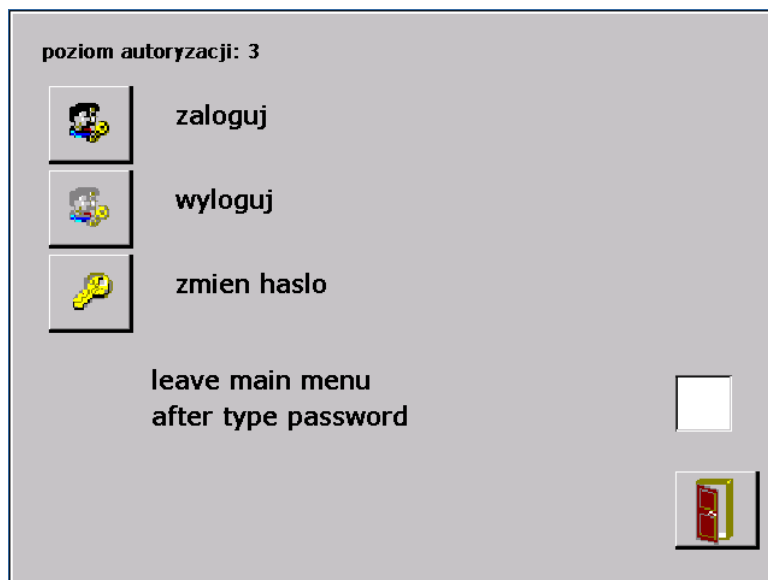 poziom autoryzacji: 3
zaloguj
wyloguj
zmien haslo
leave main menu
after type password